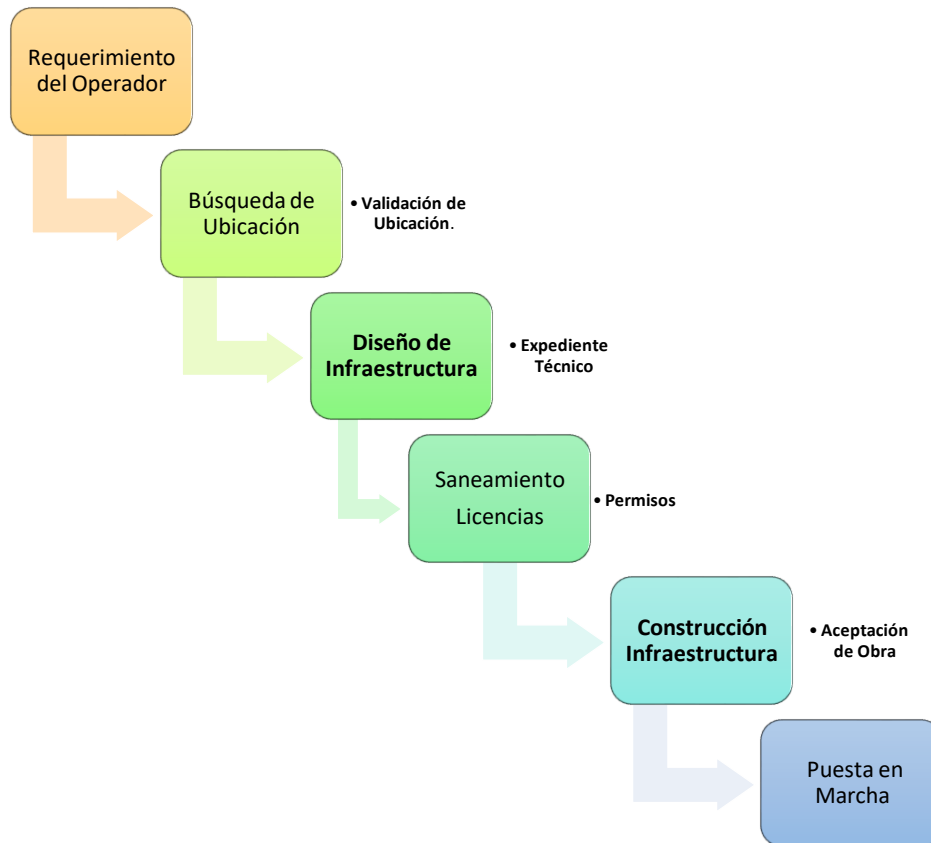 Requerimiento
del Operador
Búsqueda de
Ubicación
• Validación de
Ubicación.
Diseño de
Infraestructura
• Expediente
Técnico
Saneamiento
Licencias
• Permisos
Construcción
Infraestructura
• Aceptación
de Obra
Puesta en
Marcha